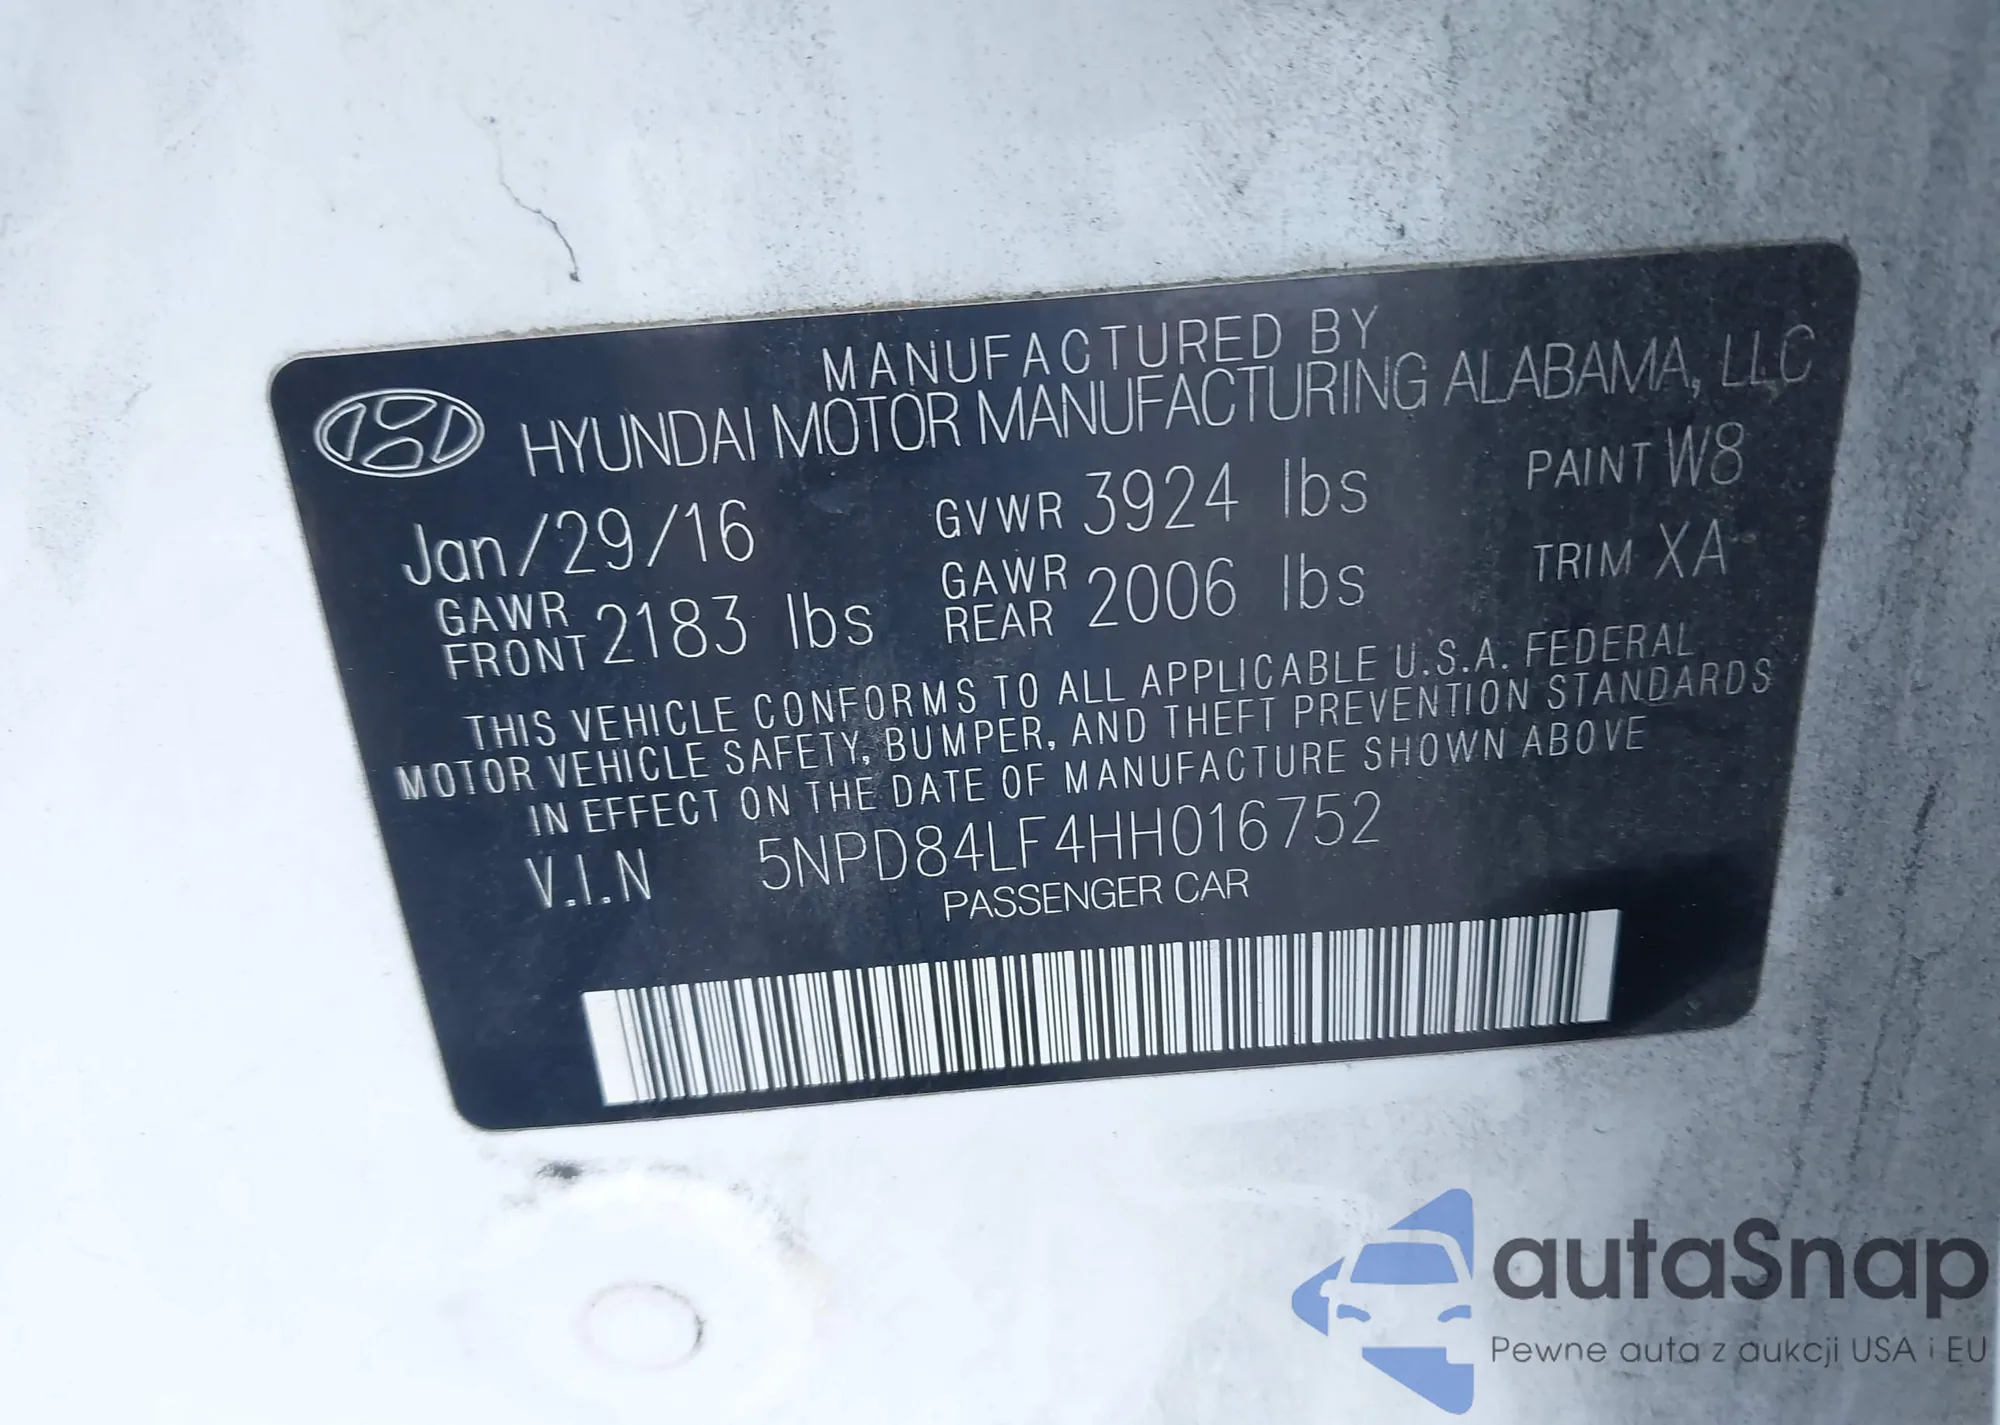 MANUFACTURED BY
HYUNDAI MOTOR MANUFACTURING ALABAMA, LLC
Jan/29/16 GVWR 3924 lbs PAINT W8
GAWR FRONT 2183 lbs GAWR REAR 2006 lbs TRIM XA
THIS VEHICLE CONFORMS TO ALL APPLICABLE U.S.A. FEDERAL
MOTOR VEHICLE SAFETY, BUMPER, AND THEFT PREVENTION STANDARDS
IN EFFECT ON THE DATE OF MANUFACTURE SHOWN ABOVE
V.I.N 5NPD84LF4HH016752
PASSENGER CAR
autaSnap
Pewne auta z aukcji USA i EU